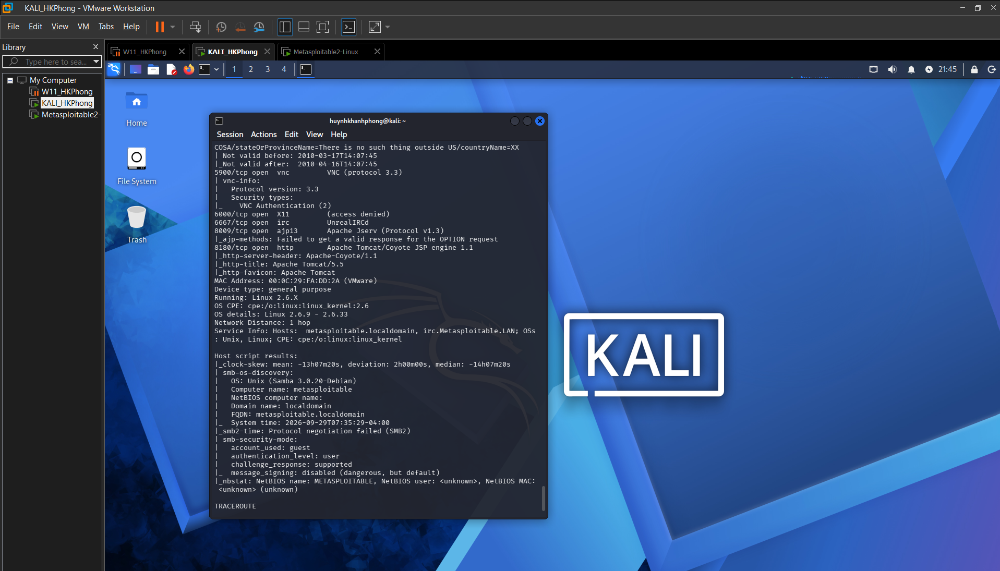 KALI_HKPhong - VMware Workstation
File Edit View VM Tabs Help
Library
Type here to sea...
My Computer
W11_HKPhong
KALI_HKPhong
Metasploitable2-
W11_HKPhong KALI_HKPhong Metasploitable2-Linux
1 2 3 4 21:45
Home
File System
Trash
huynhkhanhphong@kali: ~
Session Actions Edit View Help
COSA/stateOrProvinceName=There is no such thing outside US/countryName=XX
| Not valid before: 2010-03-17T14:07:45
|_Not valid after:  2010-04-16T14:07:45
5900/tcp open  vnc         VNC (protocol 3.3)
| vnc-info:
|   Protocol version: 3.3
|   Security types:
|_    VNC Authentication (2)
6000/tcp open  X11         (access denied)
6667/tcp open  irc         UnrealIRCd
8009/tcp open  ajp13       Apache Jserv (Protocol v1.3)
|_ajp-methods: Failed to get a valid response for the OPTION request
8180/tcp open  http        Apache Tomcat/Coyote JSP engine 1.1
|_http-server-header: Apache-Coyote/1.1
|_http-title: Apache Tomcat/5.5
|_http-favicon: Apache Tomcat
MAC Address: 00:0C:29:FA:DD:2A (VMware)
Device type: general purpose
Running: Linux 2.6.X
OS CPE: cpe:/o:linux:linux_kernel:2.6
OS details: Linux 2.6.9 - 2.6.33
Network Distance: 1 hop
Service Info: Hosts:  metasploitable.localdomain, irc.Metasploitable.LAN; OSs
: Unix, Linux; CPE: cpe:/o:linux:linux_kernel
Host script results:
|_clock-skew: mean: -13h07m20s, deviation: 2h00m00s, median: -14h07m20s
| smb-os-discovery:
|   OS: Unix (Samba 3.0.20-Debian)
|   Computer name: metasploitable
|   NetBIOS computer name:
|   Domain name: localdomain
|   FQDN: metasploitable.localdomain
|_  System time: 2026-09-29T07:35:29-04:00
|_smb2-time: Protocol negotiation failed (SMB2)
| smb-security-mode:
|   account_used: guest
|   authentication_level: user
|   challenge_response: supported
|_  message_signing: disabled (dangerous, but default)
|_nbstat: NetBIOS name: METASPLOITABLE, NetBIOS user: <unknown>, NetBIOS MAC:
 <unknown> (unknown)
TRACEROUTE
KALI